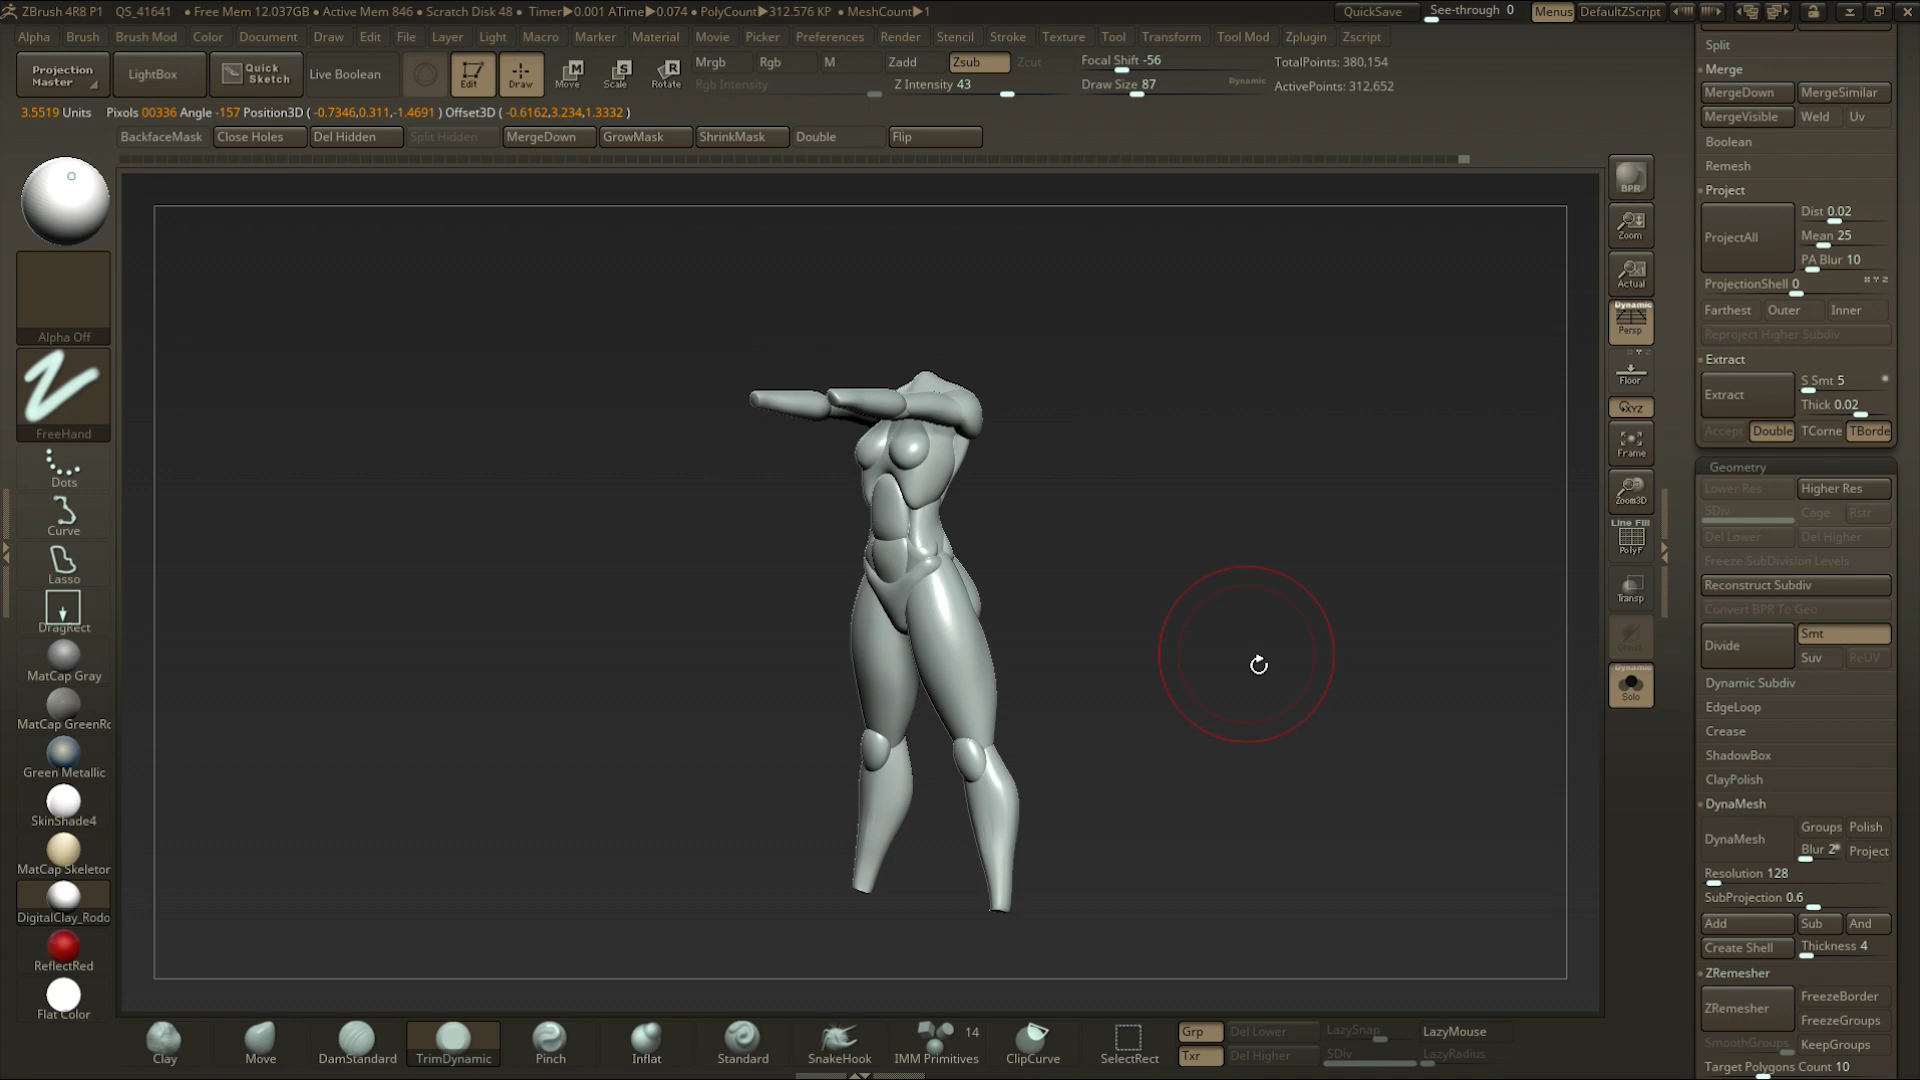 ZBrush 4R8 P1 QS_41641 • Free Mem 12.037GB • Active Mem 846 • Scratch Disk 48 • Timer▶0.001 ATime▶0.074 • PolyCount▶312.576 KP • MeshCount▶1 QuickSave See-through 0 Menus DefaultZScript
Alpha Brush Brush Mod Color Document Draw Edit File Layer Light Macro Marker Material Movie Picker Preferences Render Stencil Stroke Texture Tool Transform Tool Mod Zplugin Zscript
Projection Master
LightBox
Quick Sketch
Live Boolean
Edit
Draw
Move
Scale
Rotate
Mrgb Rgb M Zadd Zsub Zcut
Rgb Intensity Z Intensity 43
Focal Shift -56
Draw Size 87
Dynamic
TotalPoints: 380,154
ActivePoints: 312,652
3.5519 Units Pixols 00336 Angle -157 Position3D ( -0.7346,0.311,-1.4691 ) Offset3D ( -0.6162,3.234,1.3332 )
BackfaceMask Close Holes Del Hidden Split Hidden MergeDown GrowMask ShrinkMask Double Flip
Alpha Off
FreeHand
Dots
Curve
Lasso
DragRect
MatCap Gray
MatCap GreenRo
Green Metallic
SkinShade4
MatCap Skeletor
DigitalClay_Rodo
ReflectRed
Flat Color
BPR
Zoom
Actual
Dynamic
Persp
Floor
XYZ
Frame
Zoom3D
Line Fill
PolyF
Transp
Ghost
Dynamic
Solo
Split
Merge
MergeDown MergeSimilar
MergeVisible Weld Uv
Boolean
Remesh
Project
ProjectAll
Dist 0.02
Mean 25
PA Blur 10
ProjectionShell 0
Farthest Outer Inner
Reproject Higher Subdiv
Extract
Extract
S Smt 5
Thick 0.02
Accept Double TCorne TBorde
Geometry
Lower Res Higher Res
SDiv Cage Rstr
Del Lower Del Higher
Freeze SubDivision Levels
Reconstruct Subdiv
Convert BPR To Geo
Divide
Smt
Suv ReUV
Dynamic Subdiv
EdgeLoop
Crease
ShadowBox
ClayPolish
DynaMesh
DynaMesh
Groups Polish
Blur 2 Project
Resolution 128
SubProjection 0.6
Add Sub And
Create Shell Thickness 4
ZRemesher
ZRemesher
FreezeBorder
FreezeGroups
SmoothGroups KeepGroups
Target Polygons Count 10
Clay Move DamStandard TrimDynamic Pinch Inflat Standard SnakeHook IMM Primitives 14 ClipCurve SelectRect
Grp Del Lower LazySnap LazyMouse
Txr Del Higher SDiv LazyRadius